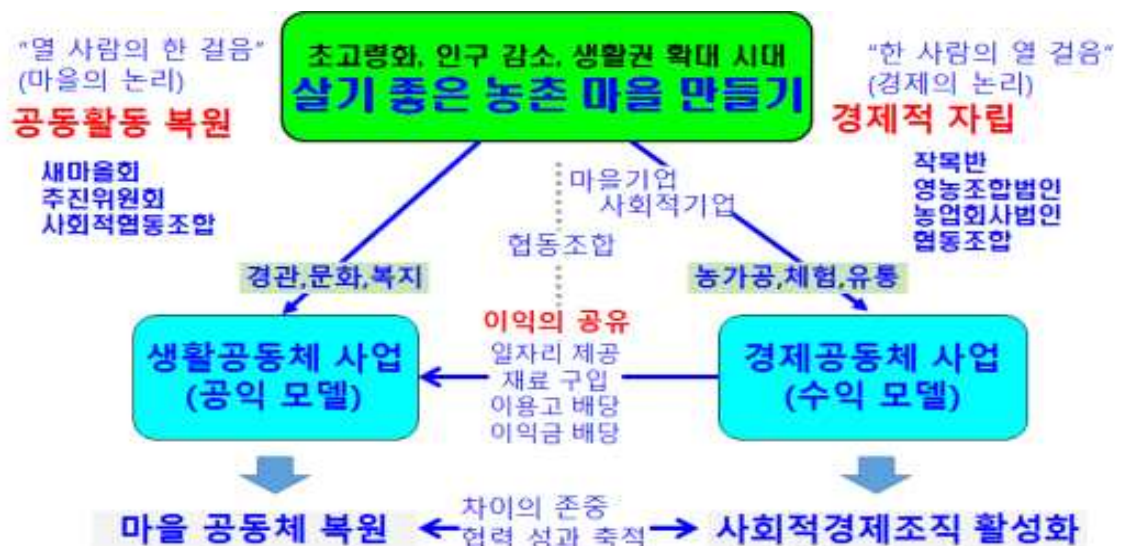 초고령화, 인구 감소, 생활권 확대 시대
살기 좋은 농촌 마을 만들기
“열 사람의 한 걸음”
(마을의 논리)
공동활동 복원
새마을회
추진위원회
사회적협동조합
“한 사람의 열 걸음”
(경제의 논리)
경제적 자립
작목반
영농조합법인
농업회사법인
협동조합
마을기업
사회적기업
협동조합
경관,문화,복지
농가공,체험,유통
생활공동체 사업
(공익 모델)
이익의 공유
일자리 제공
재료 구입
이용고 배당
이익금 배당
경제공동체 사업
(수익 모델)
마을 공동체 복원
차이의 존중
협력 성과 축적
사회적경제조직 활성화